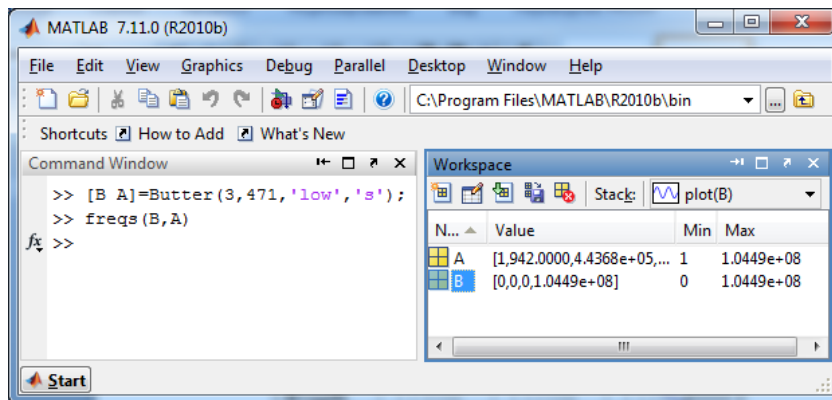 MATLAB 7.11.0 (R2010b)
File Edit View Graphics Debug Parallel Desktop Window Help
C:\Program Files\MATLAB\R2010b\bin
Shortcuts How to Add What's New
Command Window
>> [B A]=Butter(3,471,'low','s');
>> freqs(B,A)
fx >>
Workspace
Stack: plot(B)
N... Value Min Max
A [1,942.0000,4.4368e+05,... 1 1.0449e+08
B [0,0,0,1.0449e+08] 0 1.0449e+08
Start